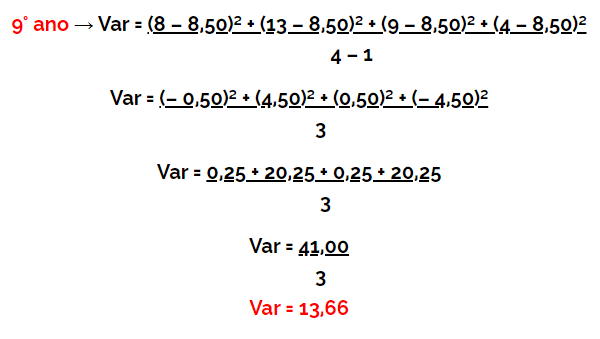 9° ano → Var = (8 – 8,50)² + (13 – 8,50)² + (9 – 8,50)² + (4 – 8,50)²
4 – 1
Var = (– 0,50)² + (4,50)² + (0,50)² + (– 4,50)²
3
Var = 0,25 + 20,25 + 0,25 + 20,25
3
Var = 41,00
3
Var = 13,66